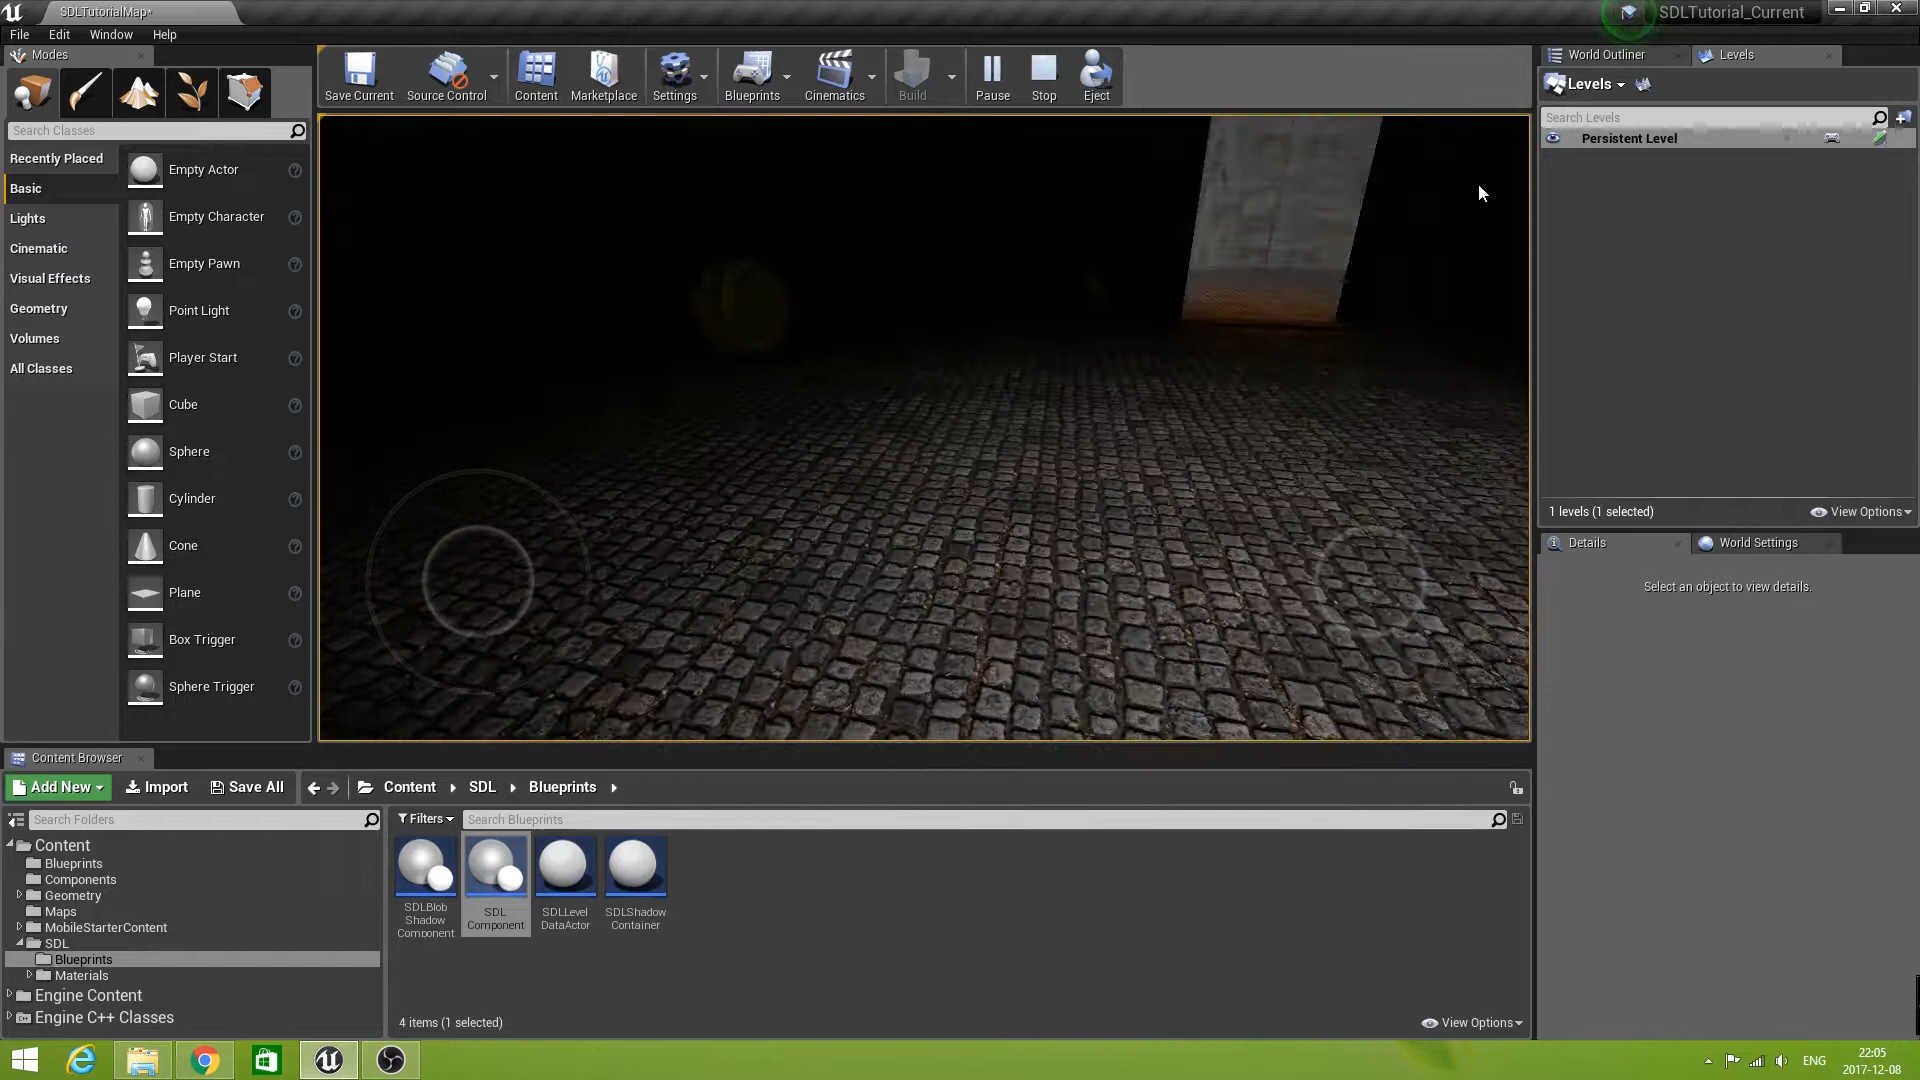 SDLTutorialMap*
SDLTutorial_Current
File Edit Window Help
Modes
Search Classes
Recently Placed
Basic
Lights
Cinematic
Visual Effects
Geometry
Volumes
All Classes
Empty Actor
Empty Character
Empty Pawn
Point Light
Player Start
Cube
Sphere
Cylinder
Cone
Plane
Box Trigger
Sphere Trigger
Save Current
Source Control
Content
Marketplace
Settings
Blueprints
Cinematics
Build
Pause
Stop
Eject
World Outliner
Levels
Levels
Search Levels
Persistent Level
1 levels (1 selected)
View Options
Details
World Settings
Select an object to view details.
Content Browser
Add New
Import
Save All
Content
SDL
Blueprints
Search Folders
Content
Blueprints
Components
Geometry
Maps
MobileStarterContent
SDL
Blueprints
Materials
Engine Content
Engine C++ Classes
Filters
Search Blueprints
SDLBlob
Shadow
Component
SDL
Component
SDLLevel
DataActor
SDLShadow
Container
4 items (1 selected)
View Options
ENG
22:05
2017-12-08